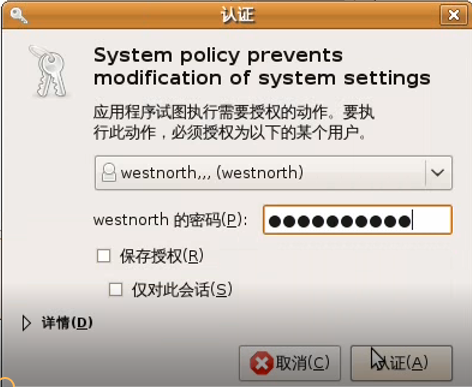 认证
System policy prevents
modification of system settings
应用程序试图执行需要授权的动作。要执
行此动作，必须授权为以下的某个用户。
westnorth,,, (westnorth)
westnorth 的密码(P): ●●●●●●●●●●
保存授权(R)
仅对此会话(S)
详情(D)
取消(C) 认证(A)